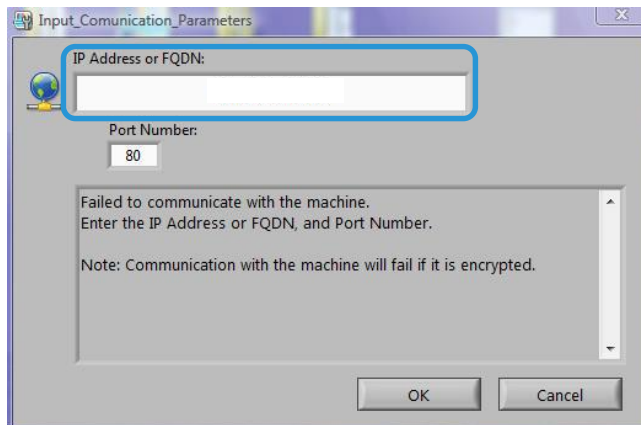 Input_Comunication_Parameters
IP Address or FQDN:
Port Number:
80
Failed to communicate with the machine.
Enter the IP Address or FQDN, and Port Number.
Note: Communication with the machine will fail if it is encrypted.
OK Cancel